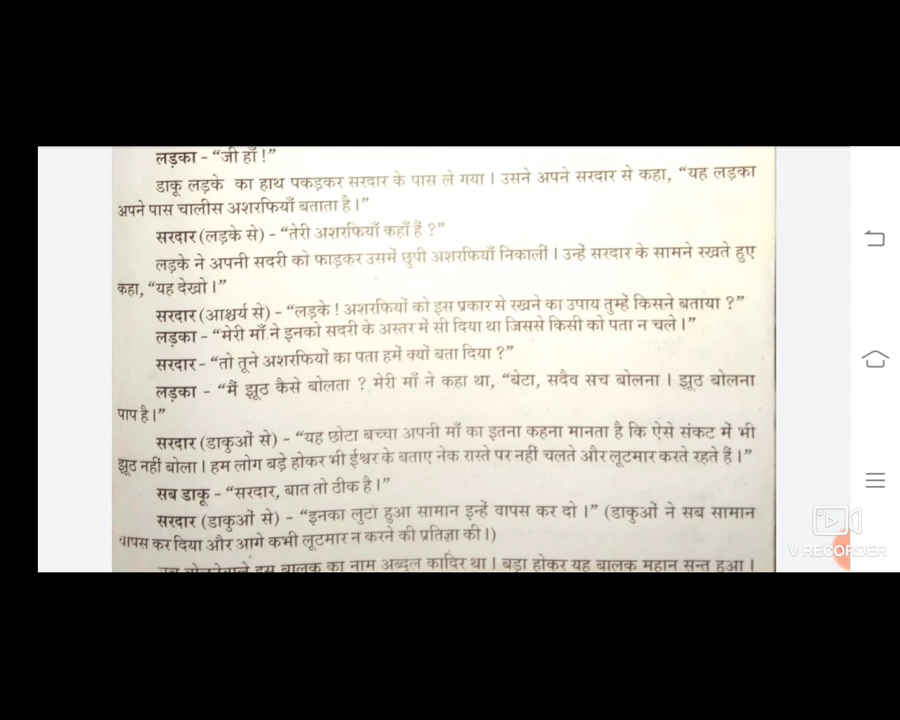 लड़का - “जी हाँ !”
डाकू लड़के का हाथ पकड़कर सरदार के पास ले गया । उसने अपने सरदार से कहा, “यह लड़का
अपने पास चालीस अशरफियाँ बताता है ।”
सरदार (लड़के से) - “तेरी अशरफियाँ कहाँ हैं ?”
लड़के ने अपनी सदरी को फाड़कर उसमें छुपी अशरफियाँ निकालीं । उन्हें सरदार के सामने रखते हुए
कहा, “यह देखो ।”
सरदार (आश्चर्य से) - “लड़के ! अशरफियों को इस प्रकार से रखने का उपाय तुम्हें किसने बताया ?”
लड़का - “मेरी माँ ने इनको सदरी के अस्तर में सी दिया था जिससे किसी को पता न चले ।”
सरदार - “तो तूने अशरफियों का पता हमें क्यों बता दिया ?”
लड़का - “मैं झूठ कैसे बोलता ? मेरी माँ ने कहा था, “बेटा, सदैव सच बोलना । झूठ बोलना
पाप है ।”
सरदार (डाकुओं से) - “यह छोटा बच्चा अपनी माँ का इतना कहना मानता है कि ऐसे संकट में भी
झूठ नहीं बोला । हम लोग बड़े होकर भी ईश्वर के बताए नेक रास्ते पर नहीं चलते और लूटमार करते रहते हैं ।”
सब डाकू - “सरदार, बात तो ठीक है ।”
सरदार (डाकुओं से) - “इनका लुटा हुआ सामान इन्हें वापस कर दो ।” (डाकुओं ने सब सामान
वापस कर दिया और आगे कभी लूटमार न करने की प्रतिज्ञा की ।)
इस बालक का नाम अब्दुल कादिर था । बड़ा होकर यह बालक महान सन्त हुआ ।
V RECORDER